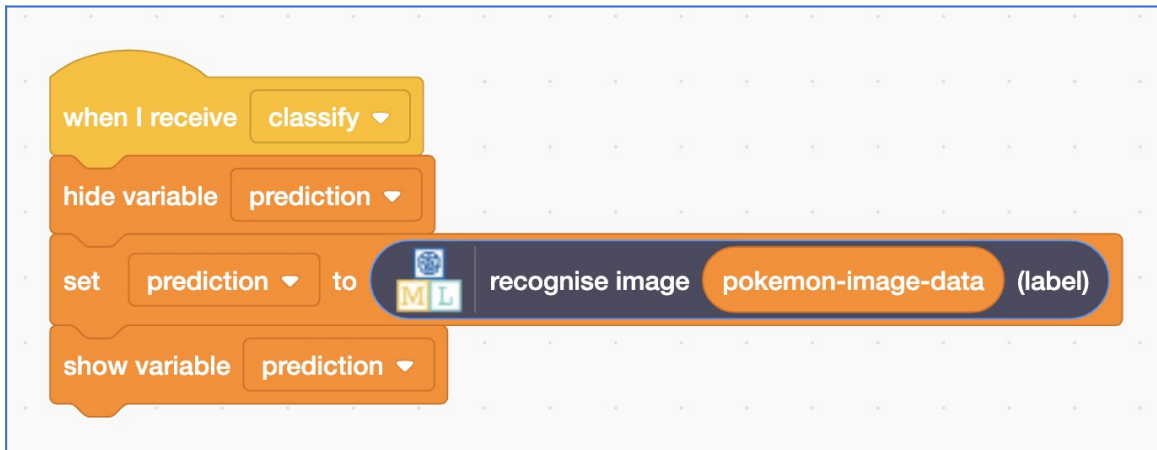 when I receive classify
hide variable prediction
set prediction to ML recognise image pokemon-image-data (label)
show variable prediction